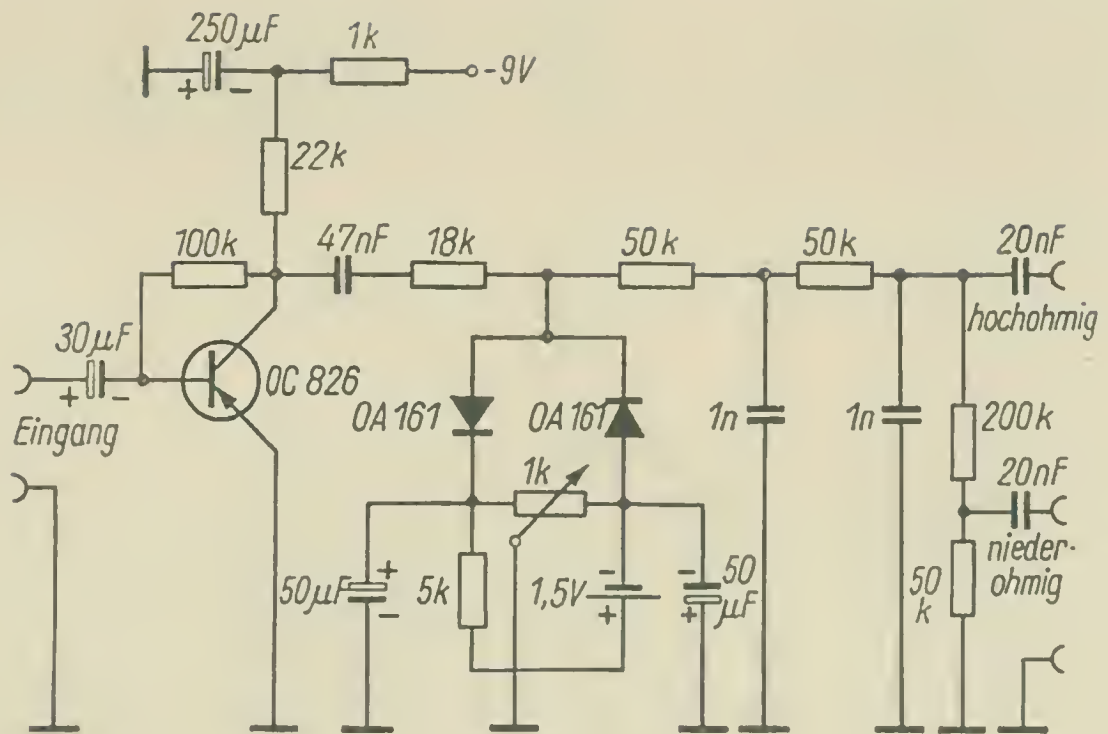 250µF
+ −
1k
-9V
22k
100k
47nF
18k
50k
50k
20nF
hochohmig
30µF
+ −
Eingang
OC 826
OA 161
OA 161
1k
1n
1n
200k
20nF
nieder-
ohmig
50µF
+
−
5k
1,5V
−
+
−
+
50
µF
50
k